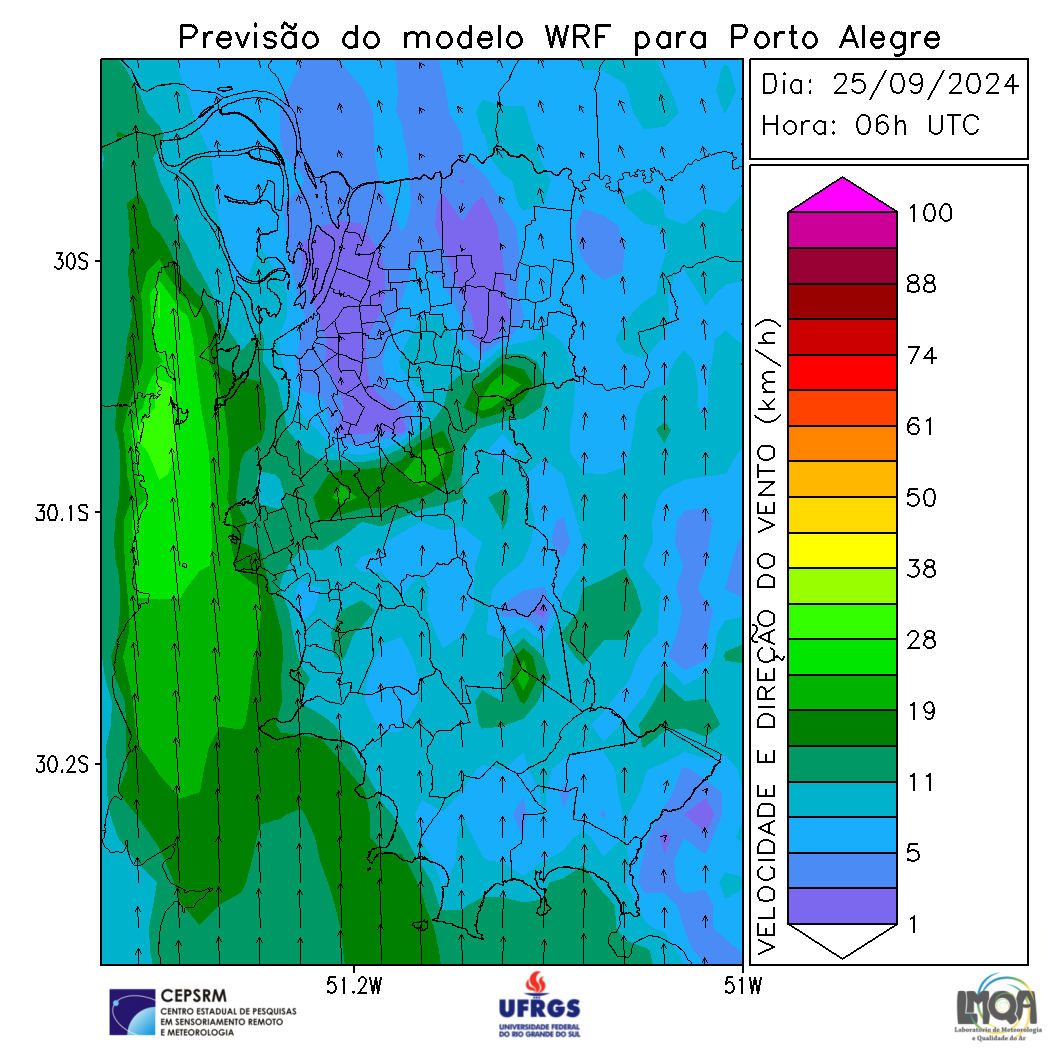 Previsão do modelo WRF para Porto Alegre
Dia: 25/09/2024
Hora: 06h UTC
30S
30.1S
30.2S
51.2W
51W
VELOCIDADE E DIREÇÃO DO VENTO (km/h)
100
88
74
61
50
38
28
19
11
5
1
CEPSRM
CENTRO ESTADUAL DE PESQUISAS
EM SENSORIAMENTO REMOTO
E METEOROLOGIA
UFRGS
UNIVERSIDADE FEDERAL
DO RIO GRANDE DO SUL
LMQA
Laboratório de Meteorologia
e Qualidade do Ar